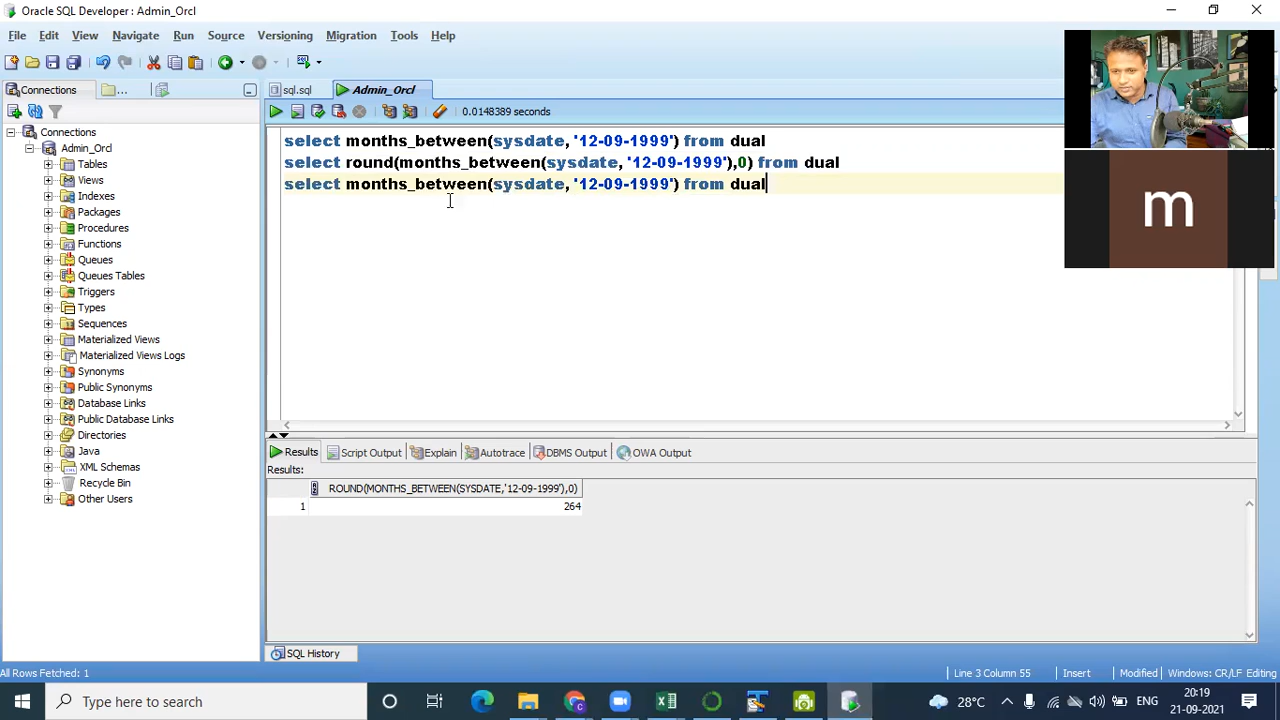 Oracle SQL Developer : Admin_Orcl
File Edit View Navigate Run Source Versioning Migration Tools Help
Connections
...
sql.sql
Admin_Orcl
0.0148389 seconds
Connections
Admin_Orcl
Tables
Views
Indexes
Packages
Procedures
Functions
Queues
Queues Tables
Triggers
Types
Sequences
Materialized Views
Materialized Views Logs
Synonyms
Public Synonyms
Database Links
Public Database Links
Directories
Java
XML Schemas
Recycle Bin
Other Users
select months_between(sysdate, '12-09-1999') from dual
select round(months_between(sysdate, '12-09-1999'),0) from dual
select months_between(sysdate, '12-09-1999') from dual
m
Results Script Output Explain Autotrace DBMS Output OWA Output
Results:
ROUND(MONTHS_BETWEEN(SYSDATE,'12-09-1999'),0)
1 264
SQL History
All Rows Fetched: 1
Line 3 Column 55 Insert Modified Windows: CR/LF Editing
Type here to search
28°C
ENG
20:19
21-09-2021